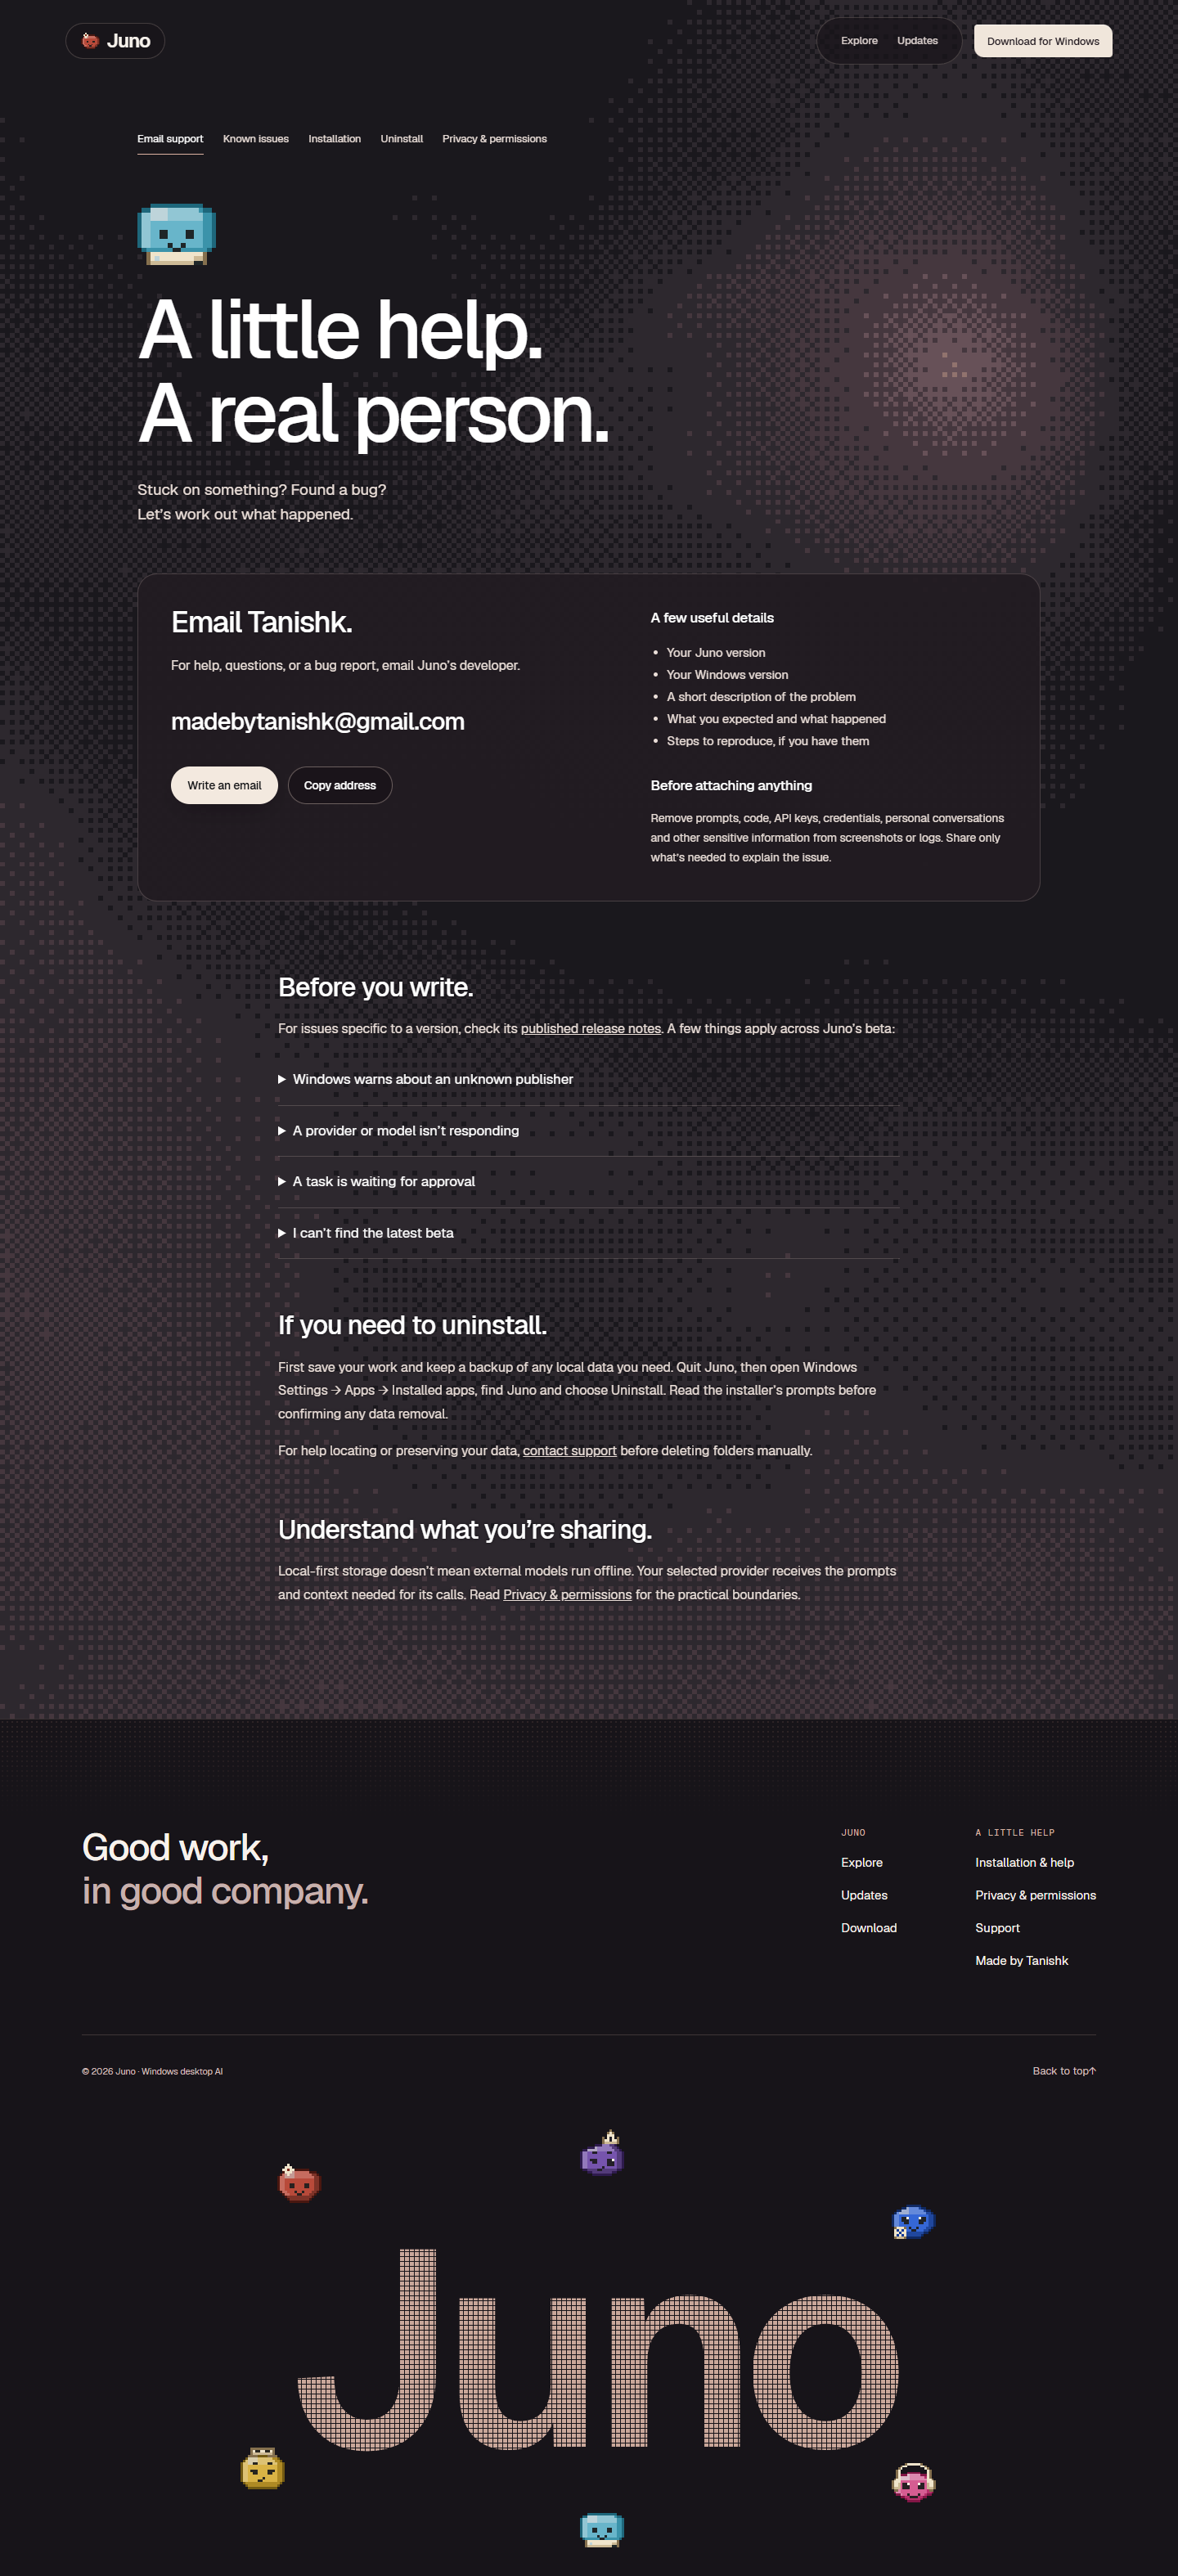 Juno
Explore
Updates
Download for Windows
Email support
Known issues
Installation
Uninstall
Privacy & permissions
A little help.
A real person.
Stuck on something? Found a bug?
Let’s work out what happened.
Email Tanishk.
For help, questions, or a bug report, email Juno’s developer.
madebytanishk@gmail.com
Write an email
Copy address
A few useful details
• Your Juno version
• Your Windows version
• A short description of the problem
• What you expected and what happened
• Steps to reproduce, if you have them
Before attaching anything
Remove prompts, code, API keys, credentials, personal conversations
and other sensitive information from screenshots or logs. Share only
what’s needed to explain the issue.
Before you write.
For issues specific to a version, check its published release notes. A few things apply across Juno’s beta:
▶ Windows warns about an unknown publisher
▶ A provider or model isn’t responding
▶ A task is waiting for approval
▶ I can’t find the latest beta
If you need to uninstall.
First save your work and keep a backup of any local data you need. Quit Juno, then open Windows
Settings → Apps → Installed apps, find Juno and choose Uninstall. Read the installer’s prompts before
confirming any data removal.
For help locating or preserving your data, contact support before deleting folders manually.
Understand what you’re sharing.
Local-first storage doesn’t mean external models run offline. Your selected provider receives the prompts
and context needed for its calls. Read Privacy & permissions for the practical boundaries.
Good work,
in good company.
JUNO
Explore
Updates
Download
A LITTLE HELP
Installation & help
Privacy & permissions
Support
Made by Tanishk
© 2026 Juno · Windows desktop AI
Back to top↑
Juno